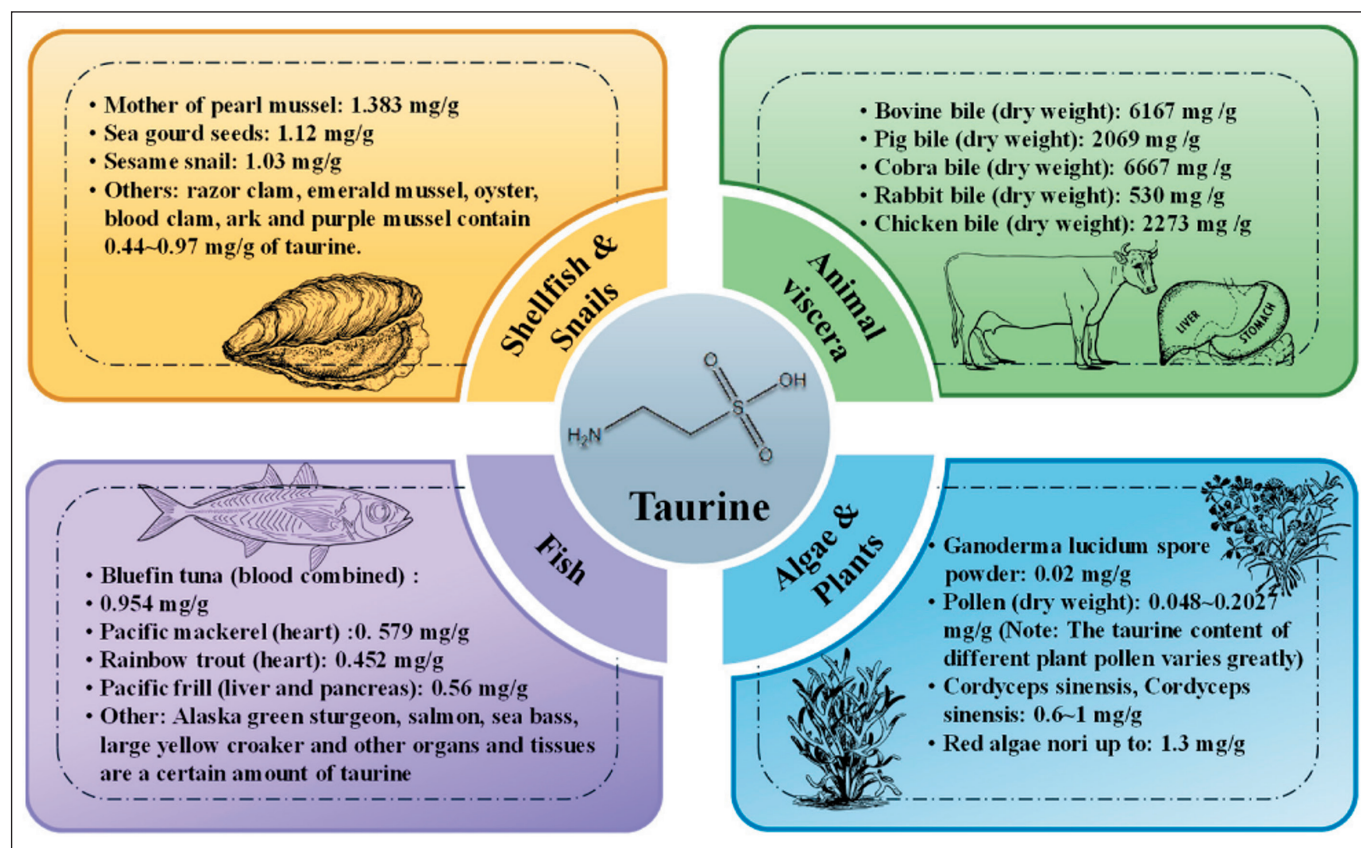 • Mother of pearl mussel: 1.383 mg/g
• Sea gourd seeds: 1.12 mg/g
• Sesame snail: 1.03 mg/g
• Others: razor clam, emerald mussel, oyster,
blood clam, ark and purple mussel contain
0.44~0.97 mg/g of taurine.
Shellfish &
Snails
• Bovine bile (dry weight): 6167 mg /g
• Pig bile (dry weight): 2069 mg /g
• Cobra bile (dry weight): 6667 mg /g
• Rabbit bile (dry weight): 530 mg /g
• Chicken bile (dry weight): 2273 mg /g
Animal
viscera
LIVER
STOMACH
O
OH
S
H₂N
O
Taurine
Fish
• Bluefin tuna (blood combined) :
• 0.954 mg/g
• Pacific mackerel (heart) :0. 579 mg/g
• Rainbow trout (heart): 0.452 mg/g
• Pacific frill (liver and pancreas): 0.56 mg/g
• Other: Alaska green sturgeon, salmon, sea bass,
large yellow croaker and other organs and tissues
are a certain amount of taurine
Algae &
Plants
• Ganoderma lucidum spore
powder: 0.02 mg/g
• Pollen (dry weight): 0.048~0.2027
mg/g (Note: The taurine content of
different plant pollen varies greatly)
• Cordyceps sinensis, Cordyceps
sinensis: 0.6~1 mg/g
• Red algae nori up to: 1.3 mg/g